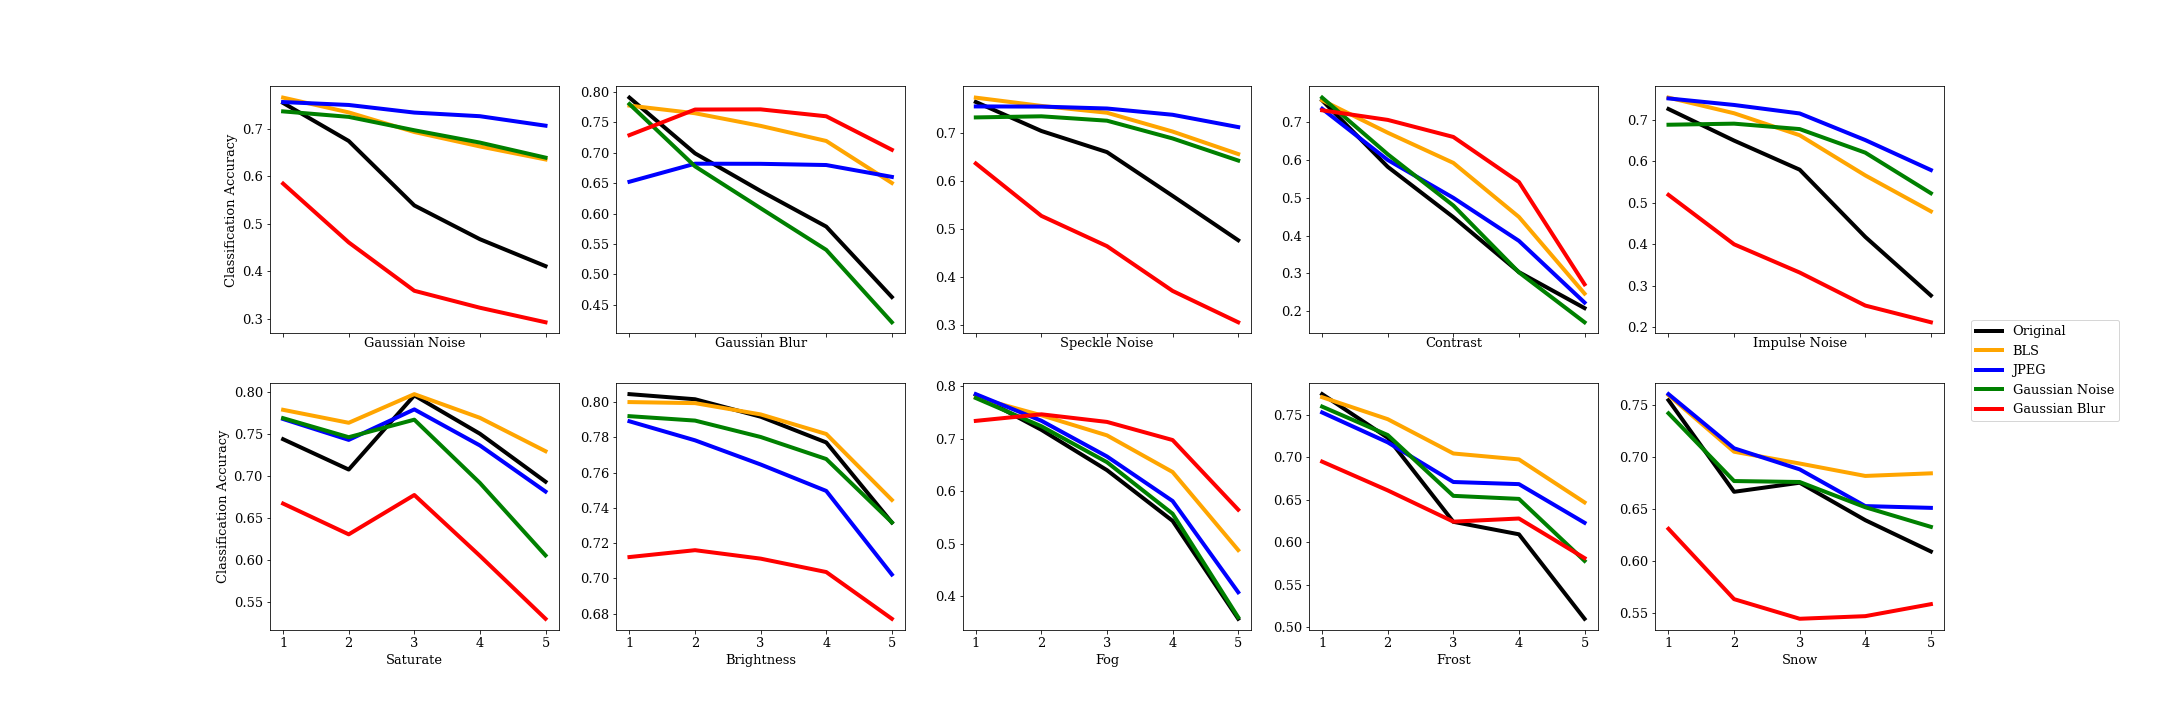 Classification Accuracy
0.7
0.6
0.5
0.4
0.3
Gaussian Noise
0.80
0.75
0.70
0.65
0.60
0.55
0.50
0.45
Gaussian Blur
0.7
0.6
0.5
0.4
0.3
Speckle Noise
0.7
0.6
0.5
0.4
0.3
0.2
Contrast
0.7
0.6
0.5
0.4
0.3
0.2
Impulse Noise
Classification Accuracy
0.80
0.75
0.70
0.65
0.60
0.55
1 2 3 4 5
Saturate
0.80
0.78
0.76
0.74
0.72
0.70
0.68
1 2 3 4 5
Brightness
0.8
0.7
0.6
0.5
0.4
1 2 3 4 5
Fog
0.75
0.70
0.65
0.60
0.55
0.50
1 2 3 4 5
Frost
0.75
0.70
0.65
0.60
0.55
1 2 3 4 5
Snow
Original
BLS
JPEG
Gaussian Noise
Gaussian Blur